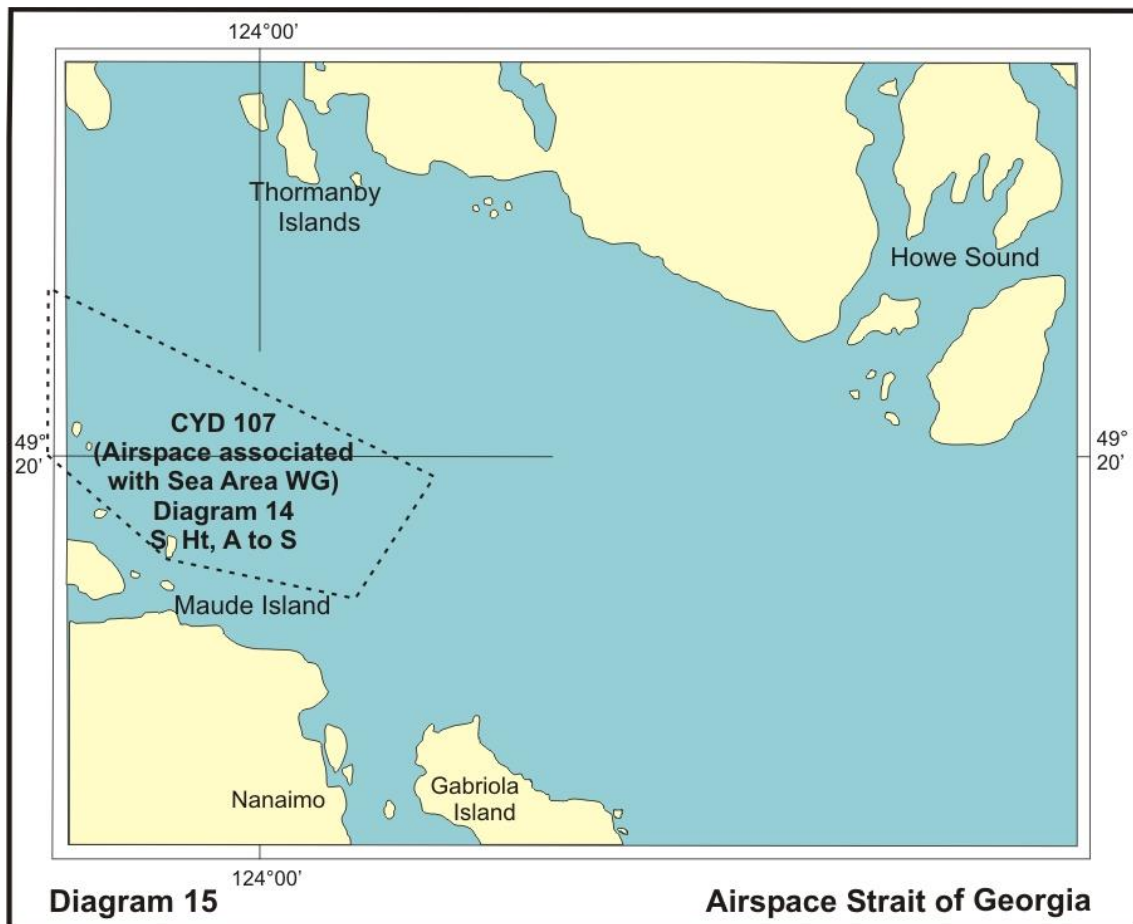 124°00'
Thormanby
Islands
Howe Sound
CYD 107
(Airspace associated
with Sea Area WG)
Diagram 14
S, Ht, A to S
49°
20'
49°
20'
Maude Island
Nanaimo
Gabriola
Island
124°00'
Diagram 15
Airspace Strait of Georgia